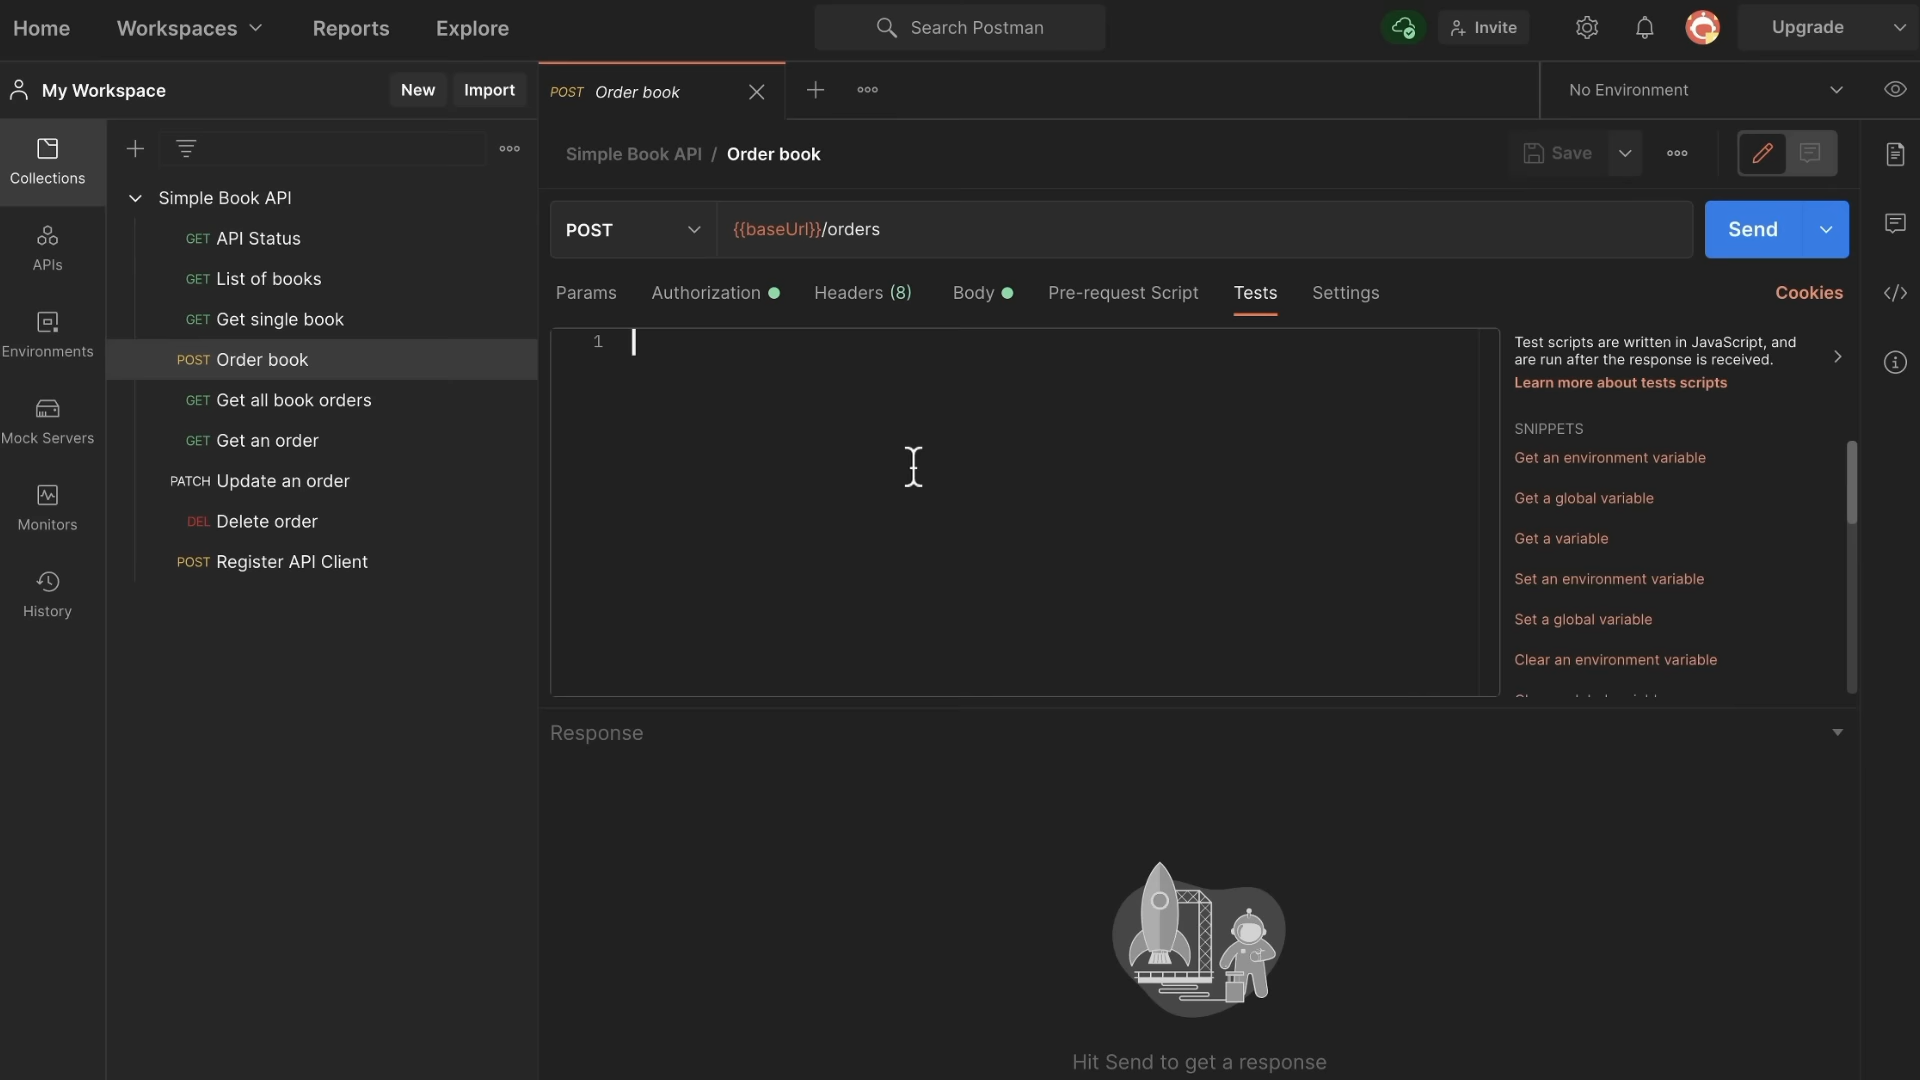 Home Workspaces Reports Explore Search Postman Invite Upgrade
My Workspace New Import
POST Order book
No Environment
Collections
APIs
Environments
Mock Servers
Monitors
History
Simple Book API
GET API Status
GET List of books
GET Get single book
POST Order book
GET Get all book orders
GET Get an order
PATCH Update an order
DEL Delete order
POST Register API Client
Simple Book API / Order book
Save
POST {{baseUrl}}/orders
Send
Params Authorization Headers (8) Body Pre-request Script Tests Settings Cookies
1
Test scripts are written in JavaScript, and
are run after the response is received.
Learn more about tests scripts
SNIPPETS
Get an environment variable
Get a global variable
Get a variable
Set an environment variable
Set a global variable
Clear an environment variable
Response
Hit Send to get a response